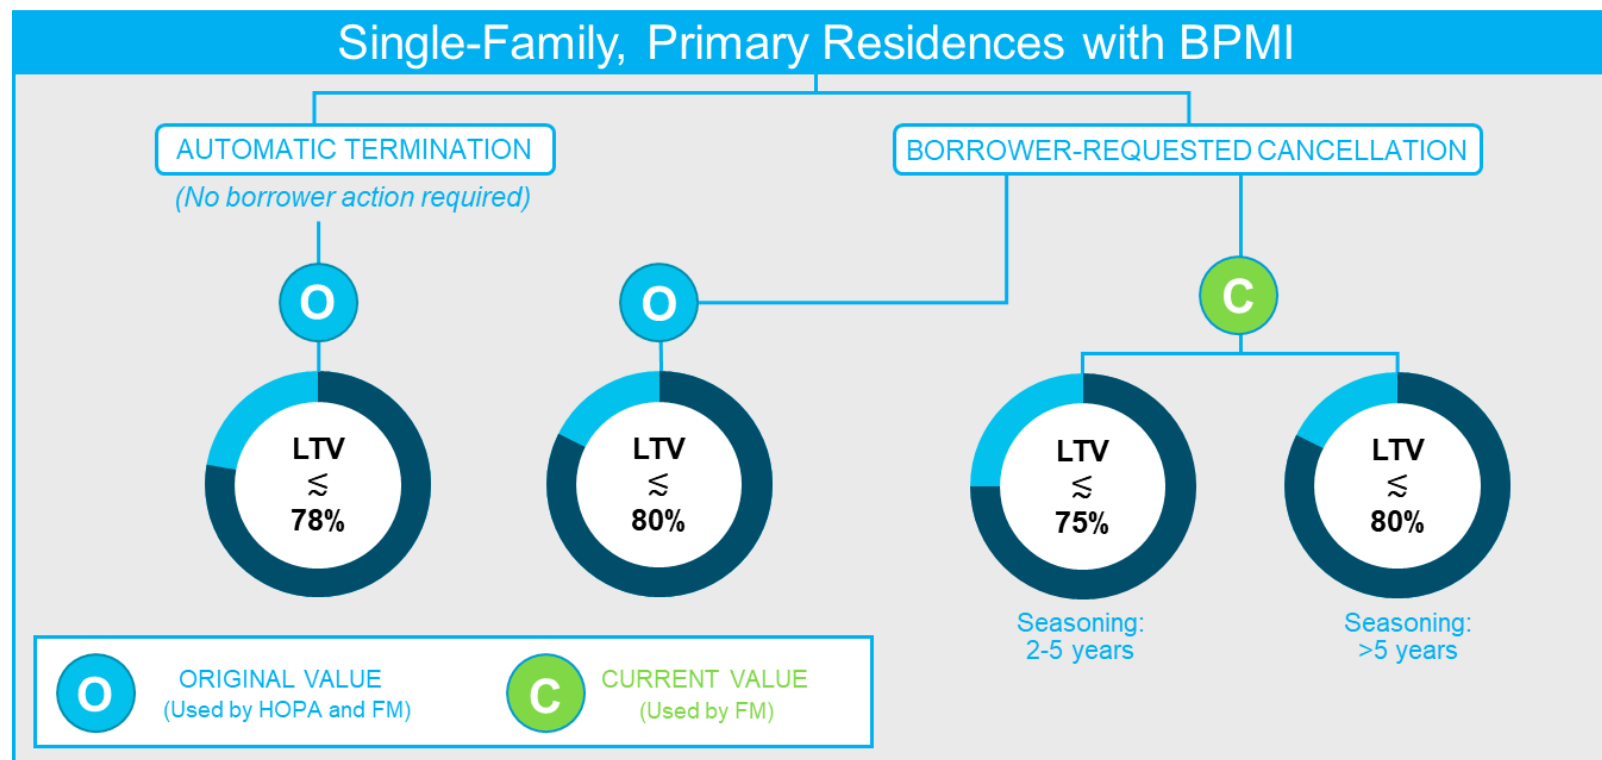 Single-Family, Primary Residences with BPMI
AUTOMATIC TERMINATION
(No borrower action required)
BORROWER-REQUESTED CANCELLATION
O
O
C
LTV
≲
78%
LTV
≲
80%
LTV
≲
75%
LTV
≲
80%
Seasoning:
2-5 years
Seasoning:
>5 years
O
ORIGINAL VALUE
(Used by HOPA and FM)
C
CURRENT VALUE
(Used by FM)